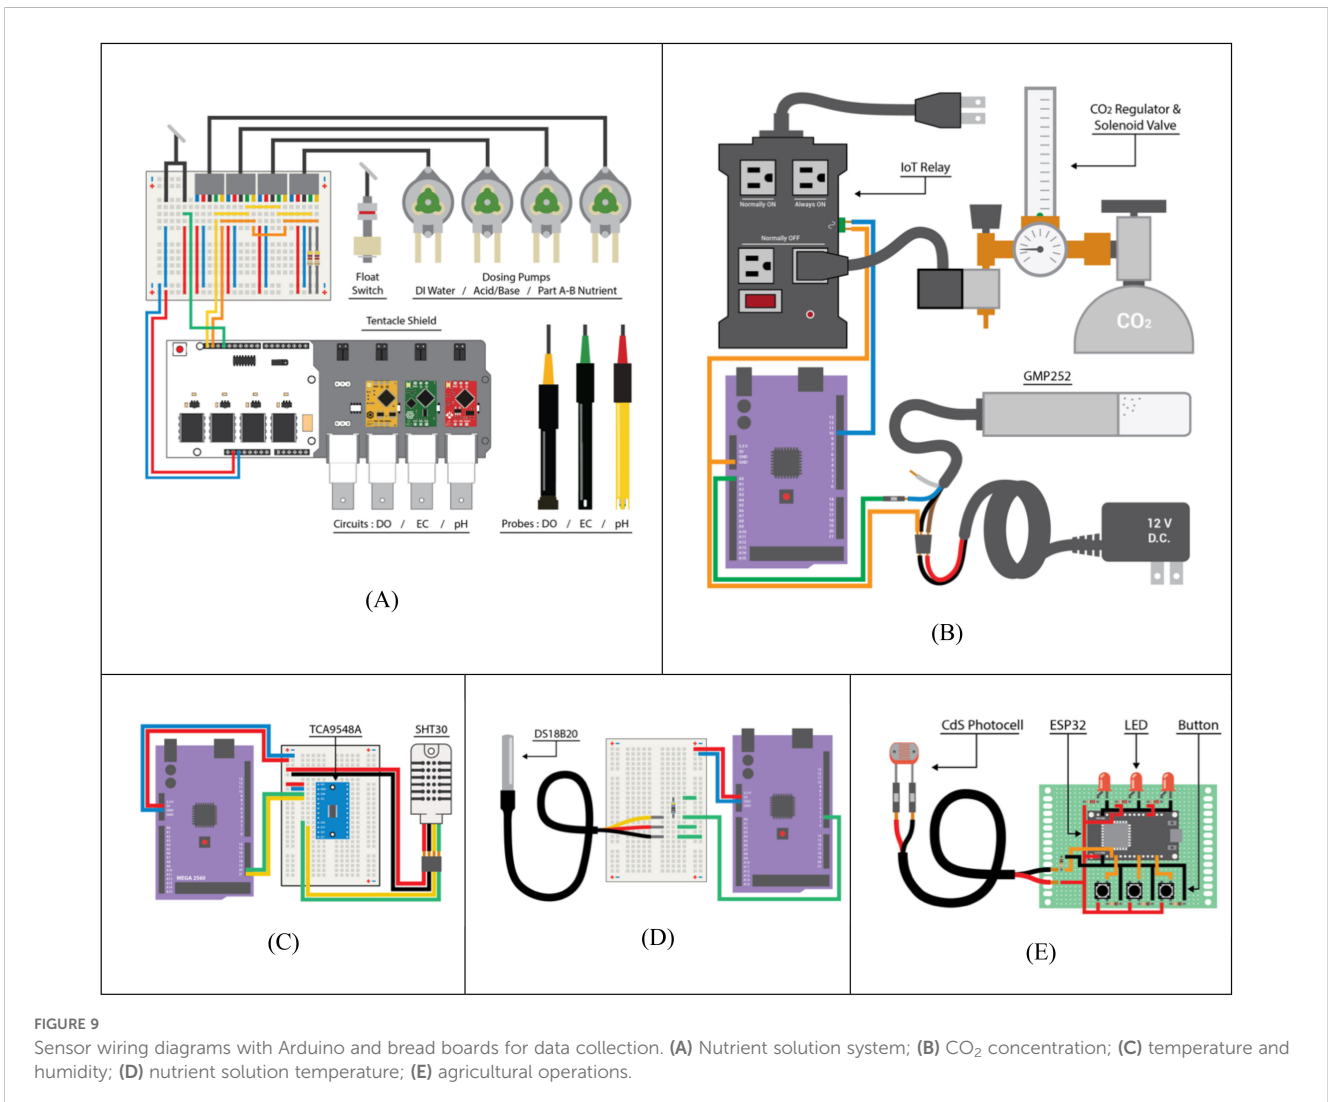 Float
Switch
Dosing Pumps
DI Water / Acid/Base / Part A-B Nutrient
Tentacle Shield
Circuits : DO / EC / pH
Probes : DO / EC / pH
(A)
CO2 Regulator &
Solenoid Valve
IoT Relay
Normally ON
Always ON
Normally OFF
CO2
GMP252
12 V
D.C.
(B)
TCA9548A
SHT30
MEGA 2560
(C)
DS18B20
(D)
CdS Photocell
ESP32
LED
Button
(E)
FIGURE 9
Sensor wiring diagrams with Arduino and bread boards for data collection. (A) Nutrient solution system; (B) CO2 concentration; (C) temperature and
humidity; (D) nutrient solution temperature; (E) agricultural operations.